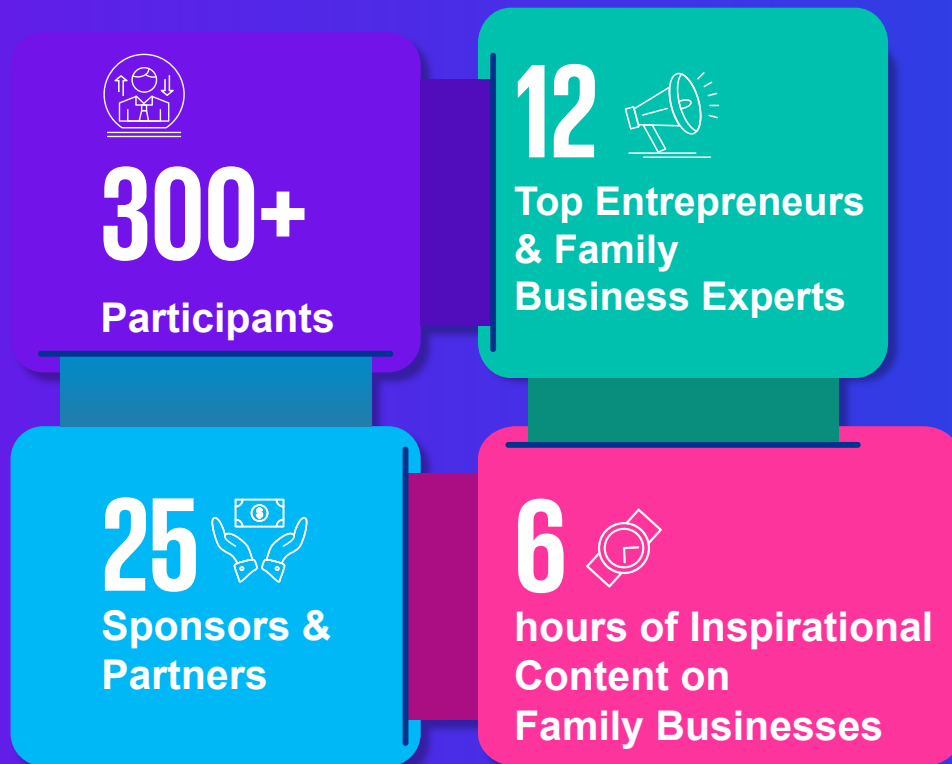 300+
Participants
12
Top Entrepreneurs
& Family
Business Experts
25
Sponsors &
Partners
6
hours of Inspirational
Content on
Family Businesses